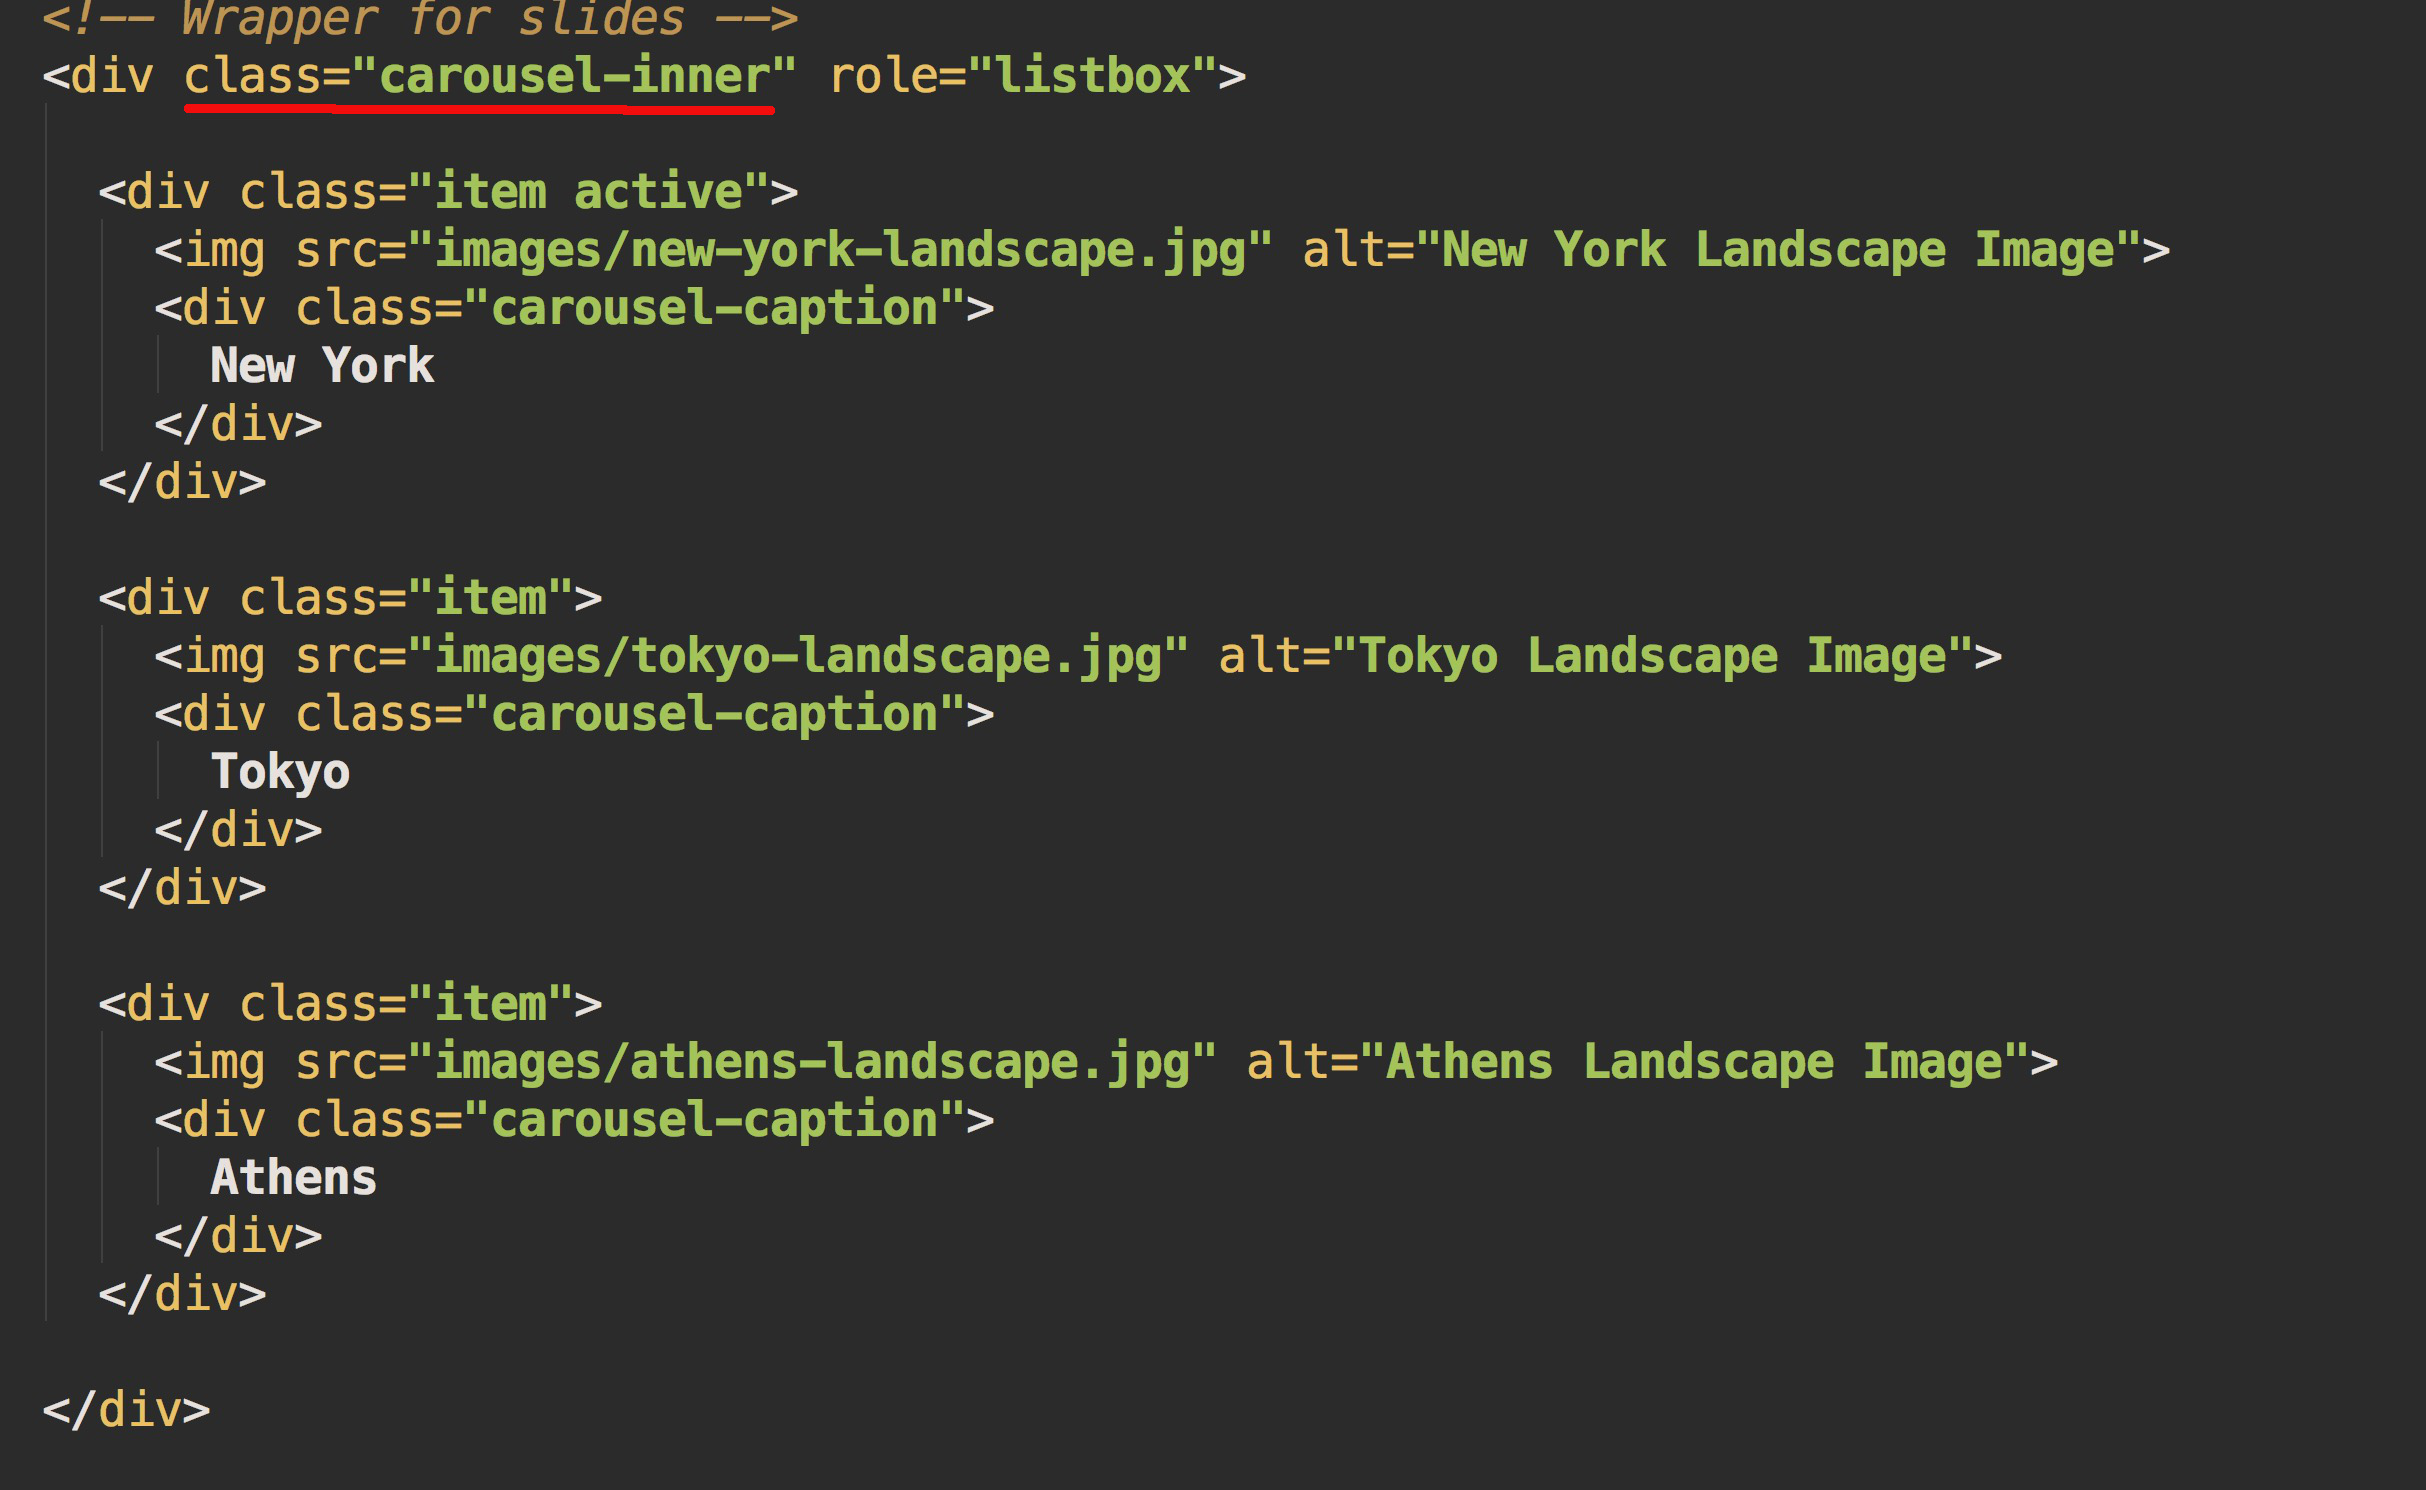 <!-- Wrapper for slides -->
<div class="carousel-inner" role="listbox">
<div class="item active">
<img src="images/new-york-landscape.jpg" alt="New York Landscape Image">
<div class="carousel-caption">
New York
</div>
</div>
<div class="item">
<img src="images/tokyo-landscape.jpg" alt="Tokyo Landscape Image">
<div class="carousel-caption">
Tokyo
</div>
</div>
<div class="item">
<img src="images/athens-landscape.jpg" alt="Athens Landscape Image">
<div class="carousel-caption">
Athens
</div>
</div>
</div>